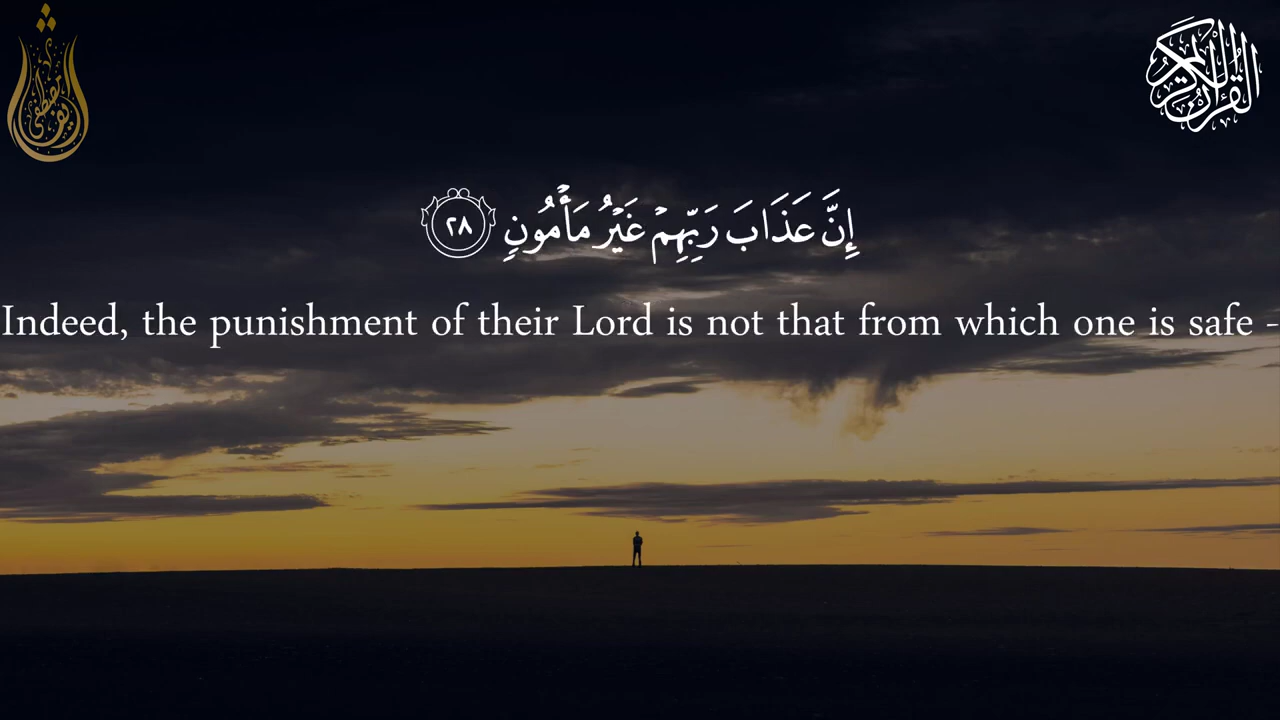 القرآن الكريم
إِنَّ عَذَابَ رَبِّهِمْ غَيْرُ مَأْمُونٍ ٢٨
Indeed, the punishment of their Lord is not that from which one is safe -